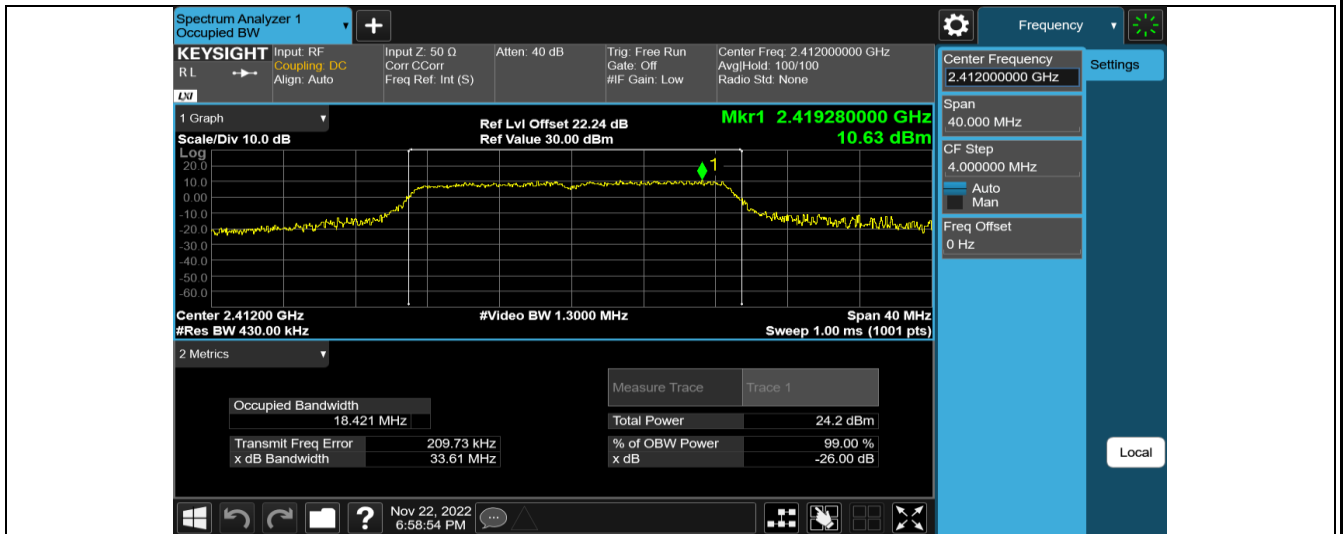 Spectrum Analyzer 1
Occupied BW
Frequency
KEYSIGHT
R L
LXI
Input: RF
Coupling: DC
Align: Auto
Input Z: 50 Ω
Corr CCorr
Freq Ref: Int (S)
Atten: 40 dB
Trig: Free Run
Gate: Off
#IF Gain: Low
Center Freq: 2.412000000 GHz
Avg|Hold: 100/100
Radio Std: None
Center Frequency
2.412000000 GHz
Settings
Span
40.000 MHz
CF Step
4.000000 MHz
Auto
Man
Freq Offset
0 Hz
1 Graph
Scale/Div 10.0 dB
Ref Lvl Offset 22.24 dB
Ref Value 30.00 dBm
Mkr1 2.419280000 GHz
10.63 dBm
Log
20.0
10.0
0.00
-10.0
-20.0
-30.0
-40.0
-50.0
-60.0
1
Center 2.41200 GHz
#Video BW 1.3000 MHz
Span 40 MHz
#Res BW 430.00 kHz
Sweep 1.00 ms (1001 pts)
2 Metrics
Measure Trace Trace 1
Occupied Bandwidth
18.421 MHz
Total Power 24.2 dBm
Transmit Freq Error 209.73 kHz
% of OBW Power 99.00 %
x dB Bandwidth 33.61 MHz
x dB -26.00 dB
Local
Nov 22, 2022
6:58:54 PM